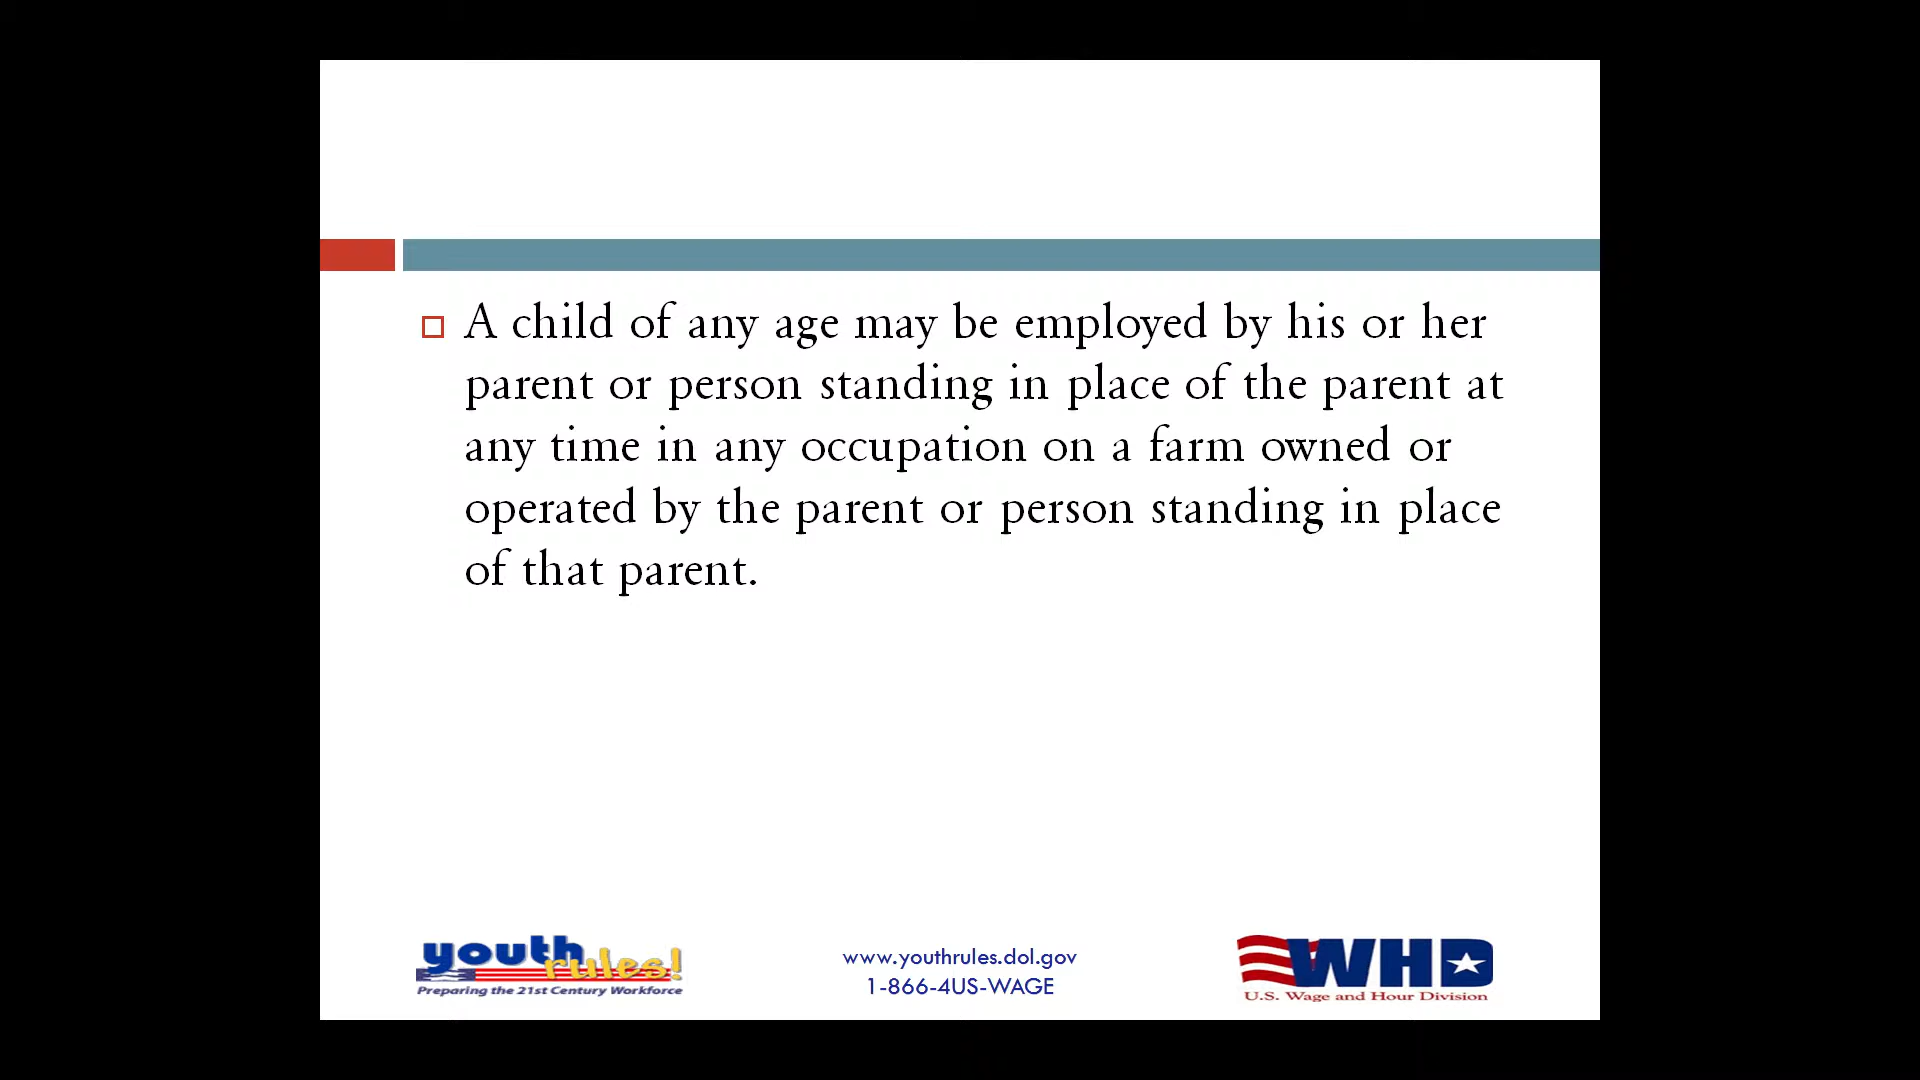 A child of any age may be employed by his or her
parent or person standing in place of the parent at
any time in any occupation on a farm owned or
operated by the parent or person standing in place
of that parent.
youth rules!
Preparing the 21st Century Workforce
www.youthrules.dol.gov
1-866-4US-WAGE
WHD
U.S. Wage and Hour Division